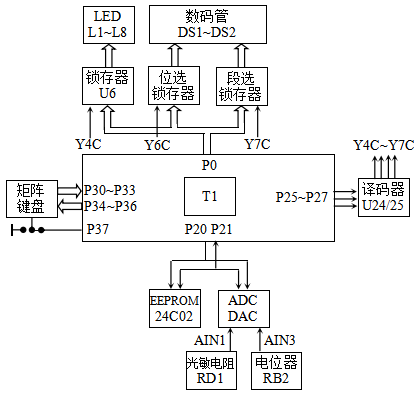 LED
L1~L8
数码管
DS1~DS2
锁存器
U6
位选
锁存器
段选
锁存器
Y4C
Y6C
Y7C
Y4C~Y7C
P0
矩阵
键盘
P30~P33
P34~P36
T1
P25~P27
译码器
U24/25
P37
P20 P21
EEPROM
24C02
ADC
DAC
AIN1
AIN3
光敏电阻
RD1
电位器
RB2